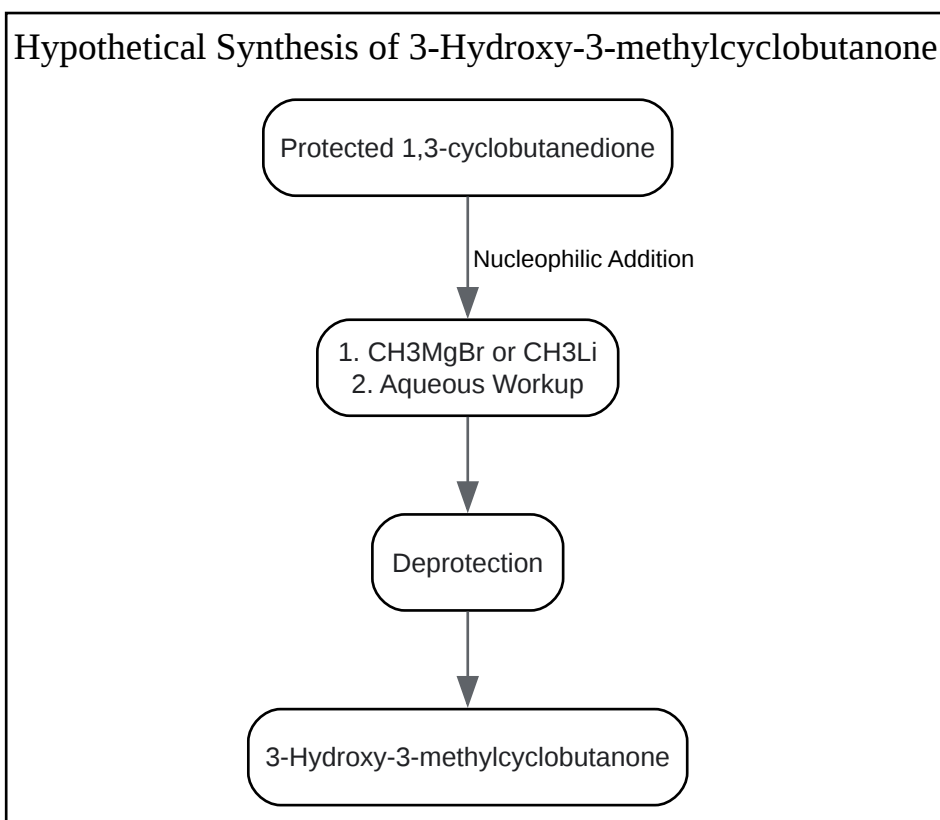 Hypothetical Synthesis of 3-Hydroxy-3-methylcyclobutanone
Protected 1,3-cyclobutanedione
Nucleophilic Addition
1. CH3MgBr or CH3Li
2. Aqueous Workup
Deprotection
3-Hydroxy-3-methylcyclobutanone